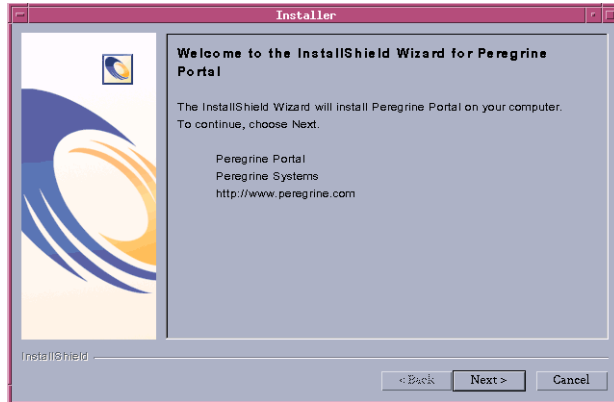 Installer
Welcome to the InstallShield Wizard for Peregrine
Portal
The InstallShield Wizard will install Peregrine Portal on your computer.
To continue, choose Next.
Peregrine Portal
Peregrine Systems
http://www.peregrine.com
InstallShield
< Back Next > Cancel